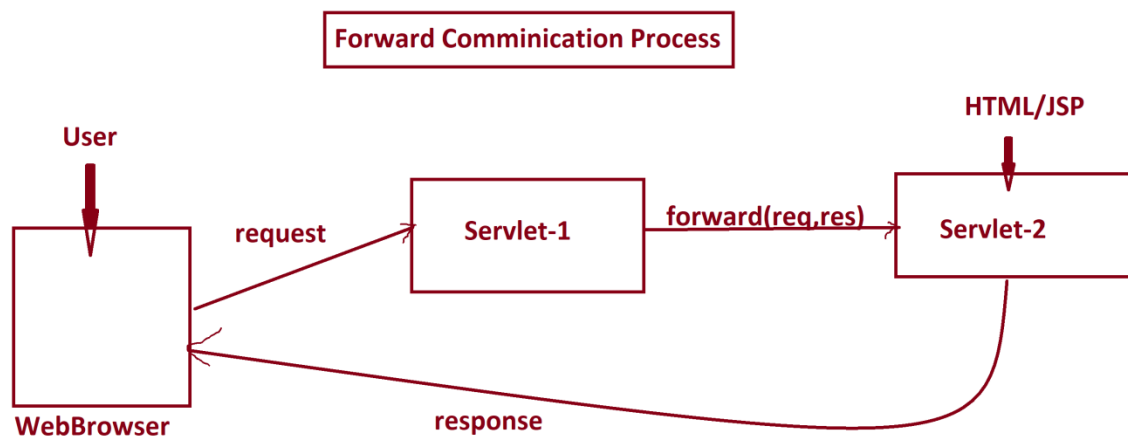 Forward Comminication Process
HTML/JSP
User
request
Servlet-1
forward(req,res)
Servlet-2
response
WebBrowser